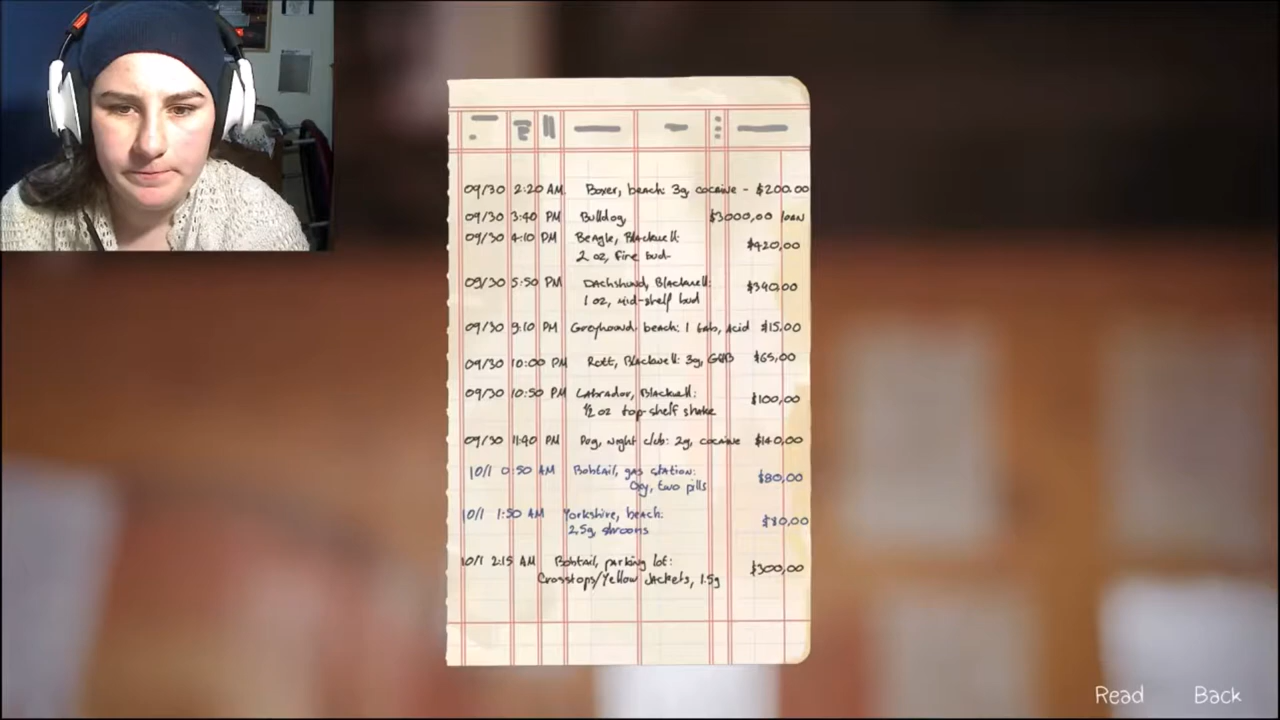 09/30 2:20 AM Boxer, beach: 3g, cocaine - $200.00
09/30 3:40 PM Bulldog $3000,00 loan
09/30 4:10 PM Beagle, Blackwell: $420,00
2 oz, fire bud
09/30 5:50 PM Dachshund, Blackwell: $340,00
1 oz, mid-shelf bud
09/30 9:10 PM Greyhound, beach: 1 tab, acid $15.00
09/30 10:00 PM Rott, Blackwell: 3g, GHB $65,00
09/30 10:50 PM Labrador, Blackwell: $100,00
1/2 oz top-shelf shake
09/30 11:40 PM Pug, night club: 2g, cocaine $140,00
10/1 0:50 AM Bobtail, gas station: $80,00
Oxy, two pills
10/1 1:50 AM Yorkshire, beach:
2,5g, shrooms
10/1 2:15 AM Bobtail, parking lot: $300,00
Crosstops/Yellow Jackets, 1.5g
Read Back